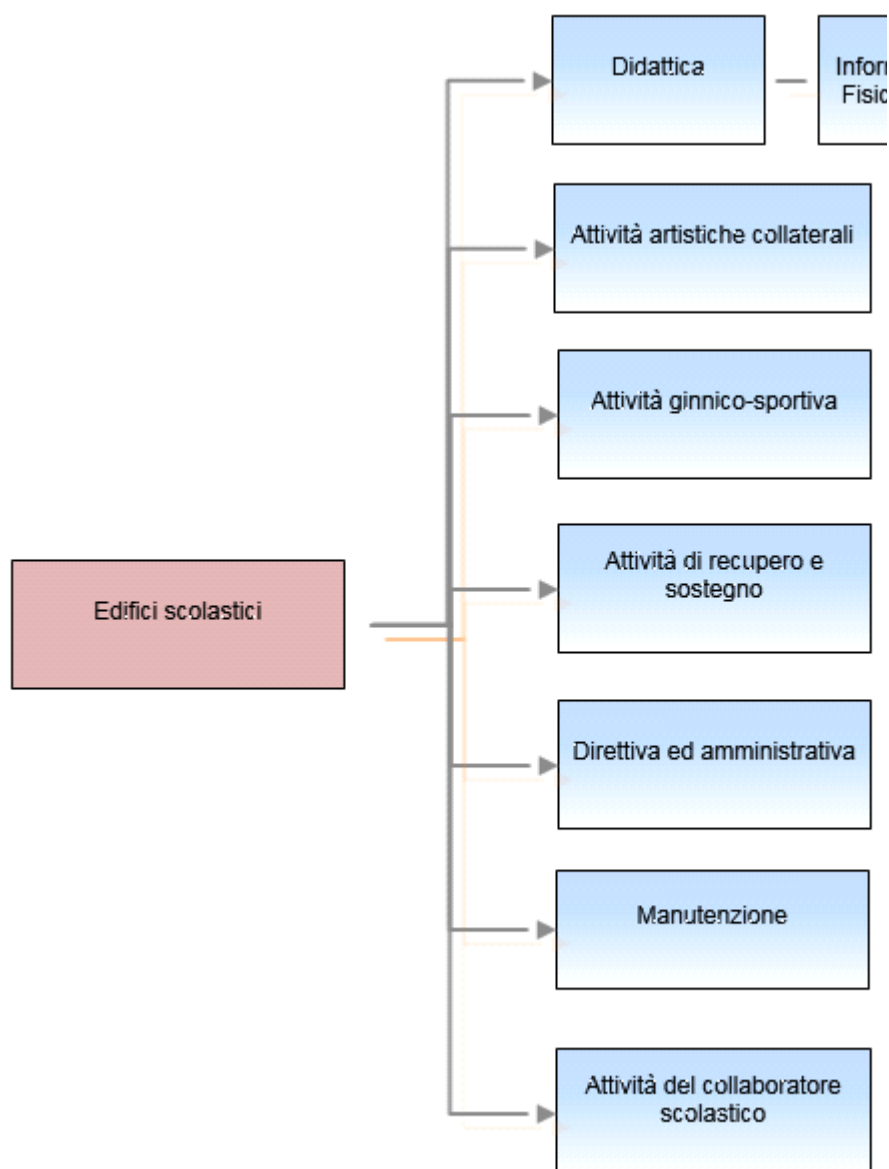 Didattica
Attività artistiche collaterali
Attività ginnico-sportiva
Attività di recupero e
sostegno
Edifici scolastici
Direttiva ed amministrativa
Manutenzione
Attività del collaboratore
scolastico